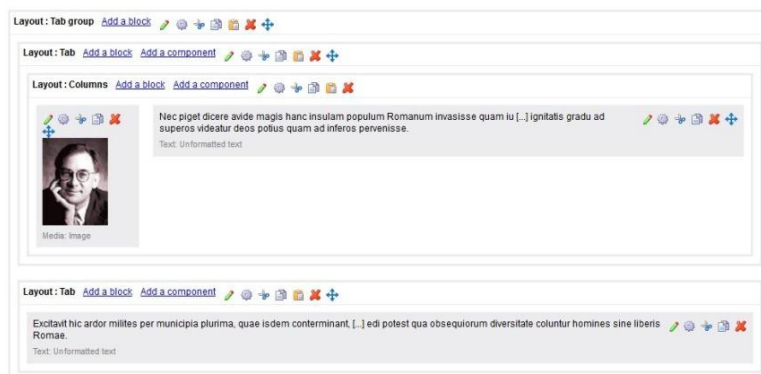 Layout : Tab group Add a block
Layout : Tab Add a block Add a component
Layout : Columns Add a block Add a component
Nec piget dicere avide magis hanc insulam populum Romanum invasisse quam iu [...] ignitatis gradu ad
superos videatur deos potius quam ad inferos pervenisse.
Text: Unformatted text
Media: Image
Layout : Tab Add a block Add a component
Excitavit hic ardor milites per municipia plurima, quae isdem conterminant, [...] edi potest qua obsequiorum diversitate coluntur homines sine liberis
Romae.
Text: Unformatted text